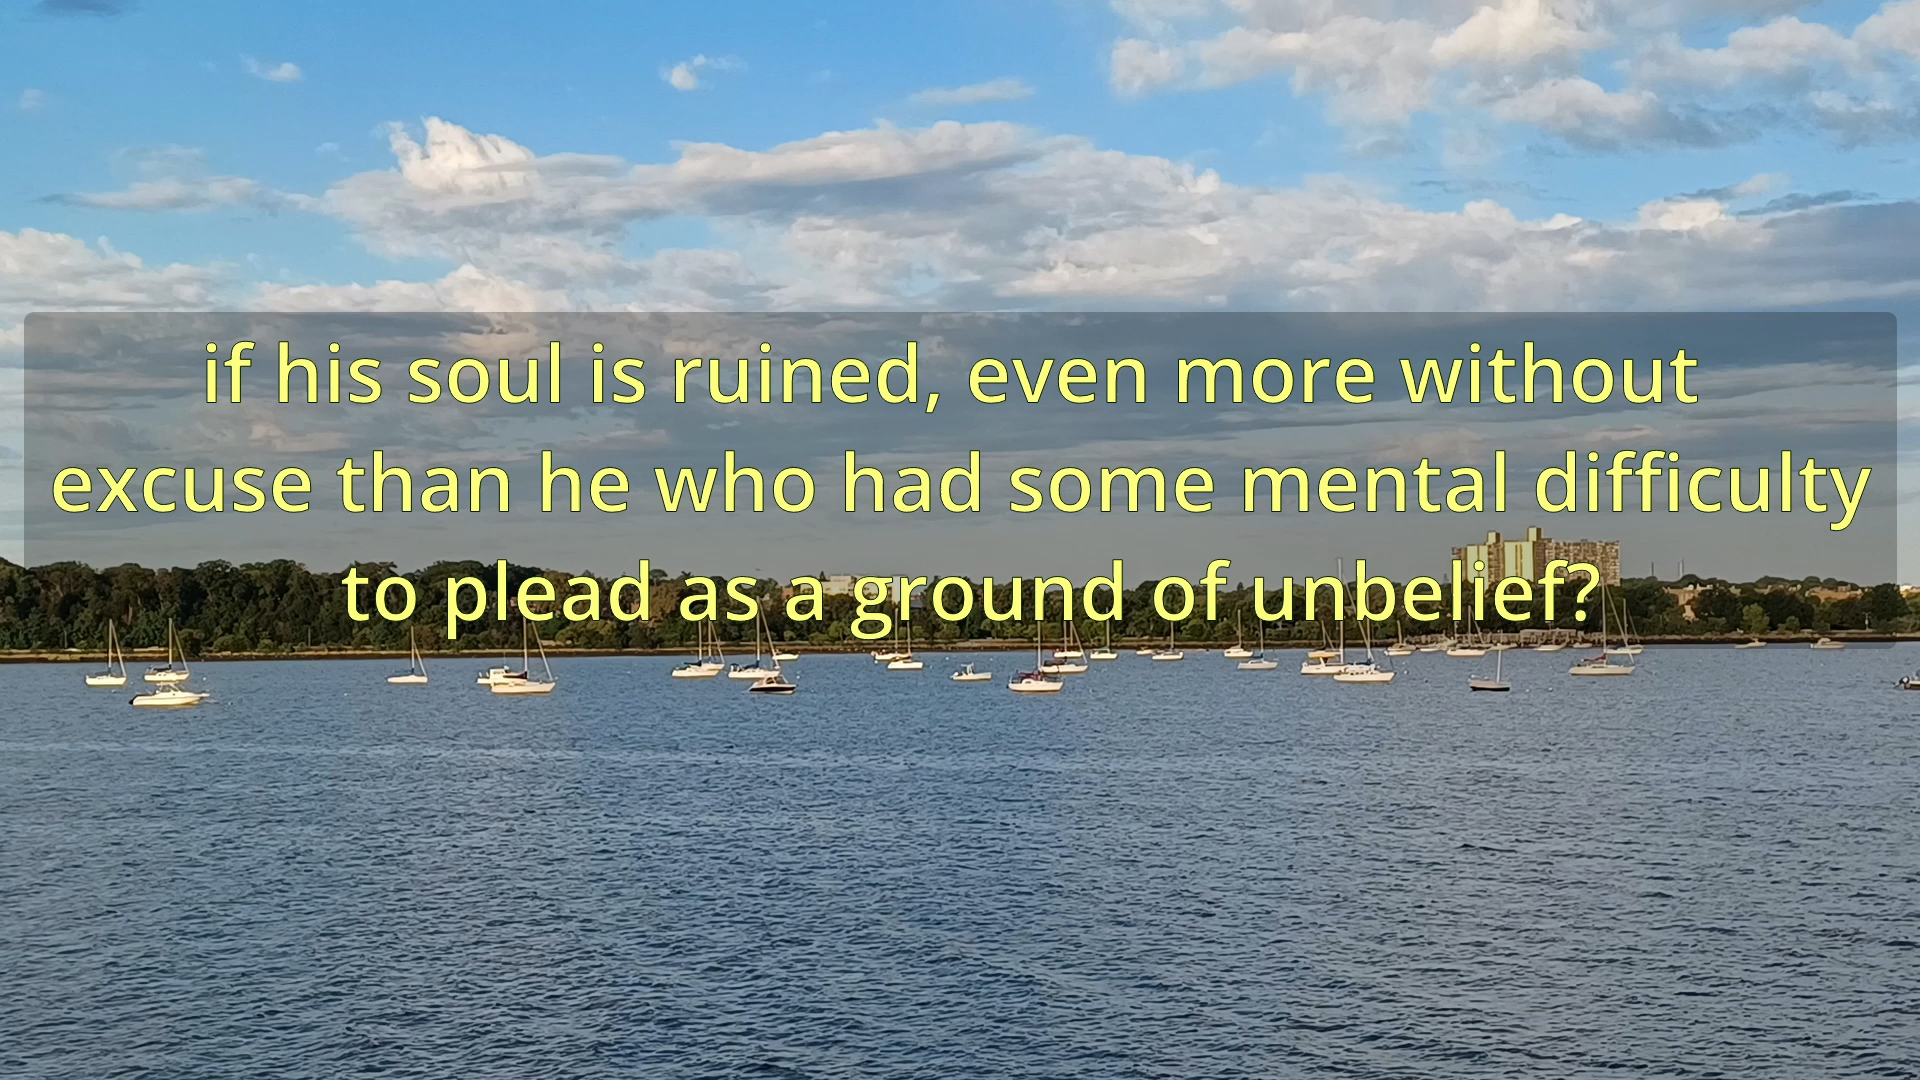 if his soul is ruined, even more without
excuse than he who had some mental difficulty
to plead as a ground of unbelief?